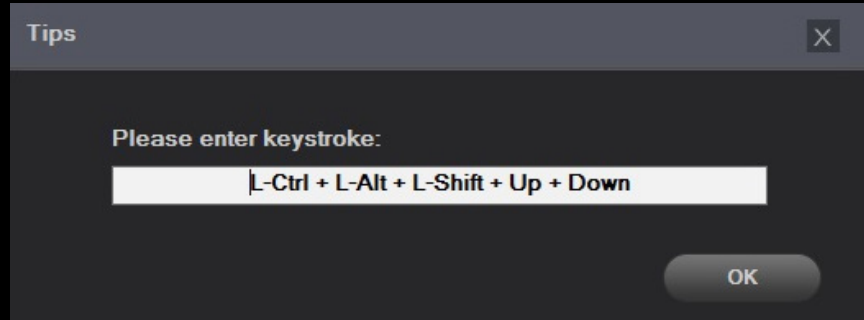 Tips
X
Please enter keystroke:
L-Ctrl + L-Alt + L-Shift + Up + Down
OK